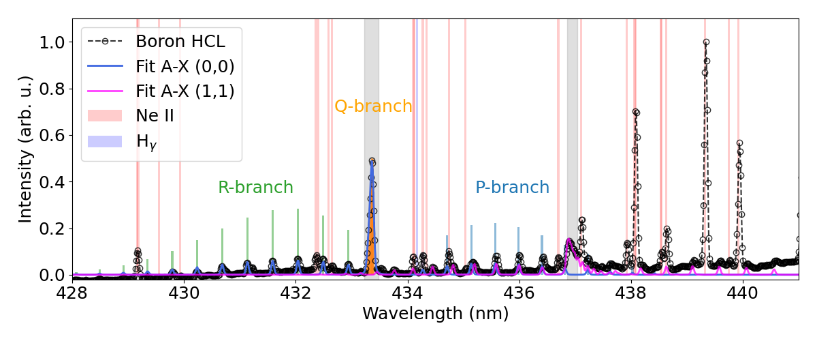 Boron HCL
Fit A-X (0,0)
Fit A-X (1,1)
Ne II
Hγ
Q-branch
R-branch
P-branch
Intensity (arb. u.)
1.0
0.8
0.6
0.4
0.2
0.0
428
430
432
434
436
438
440
Wavelength (nm)